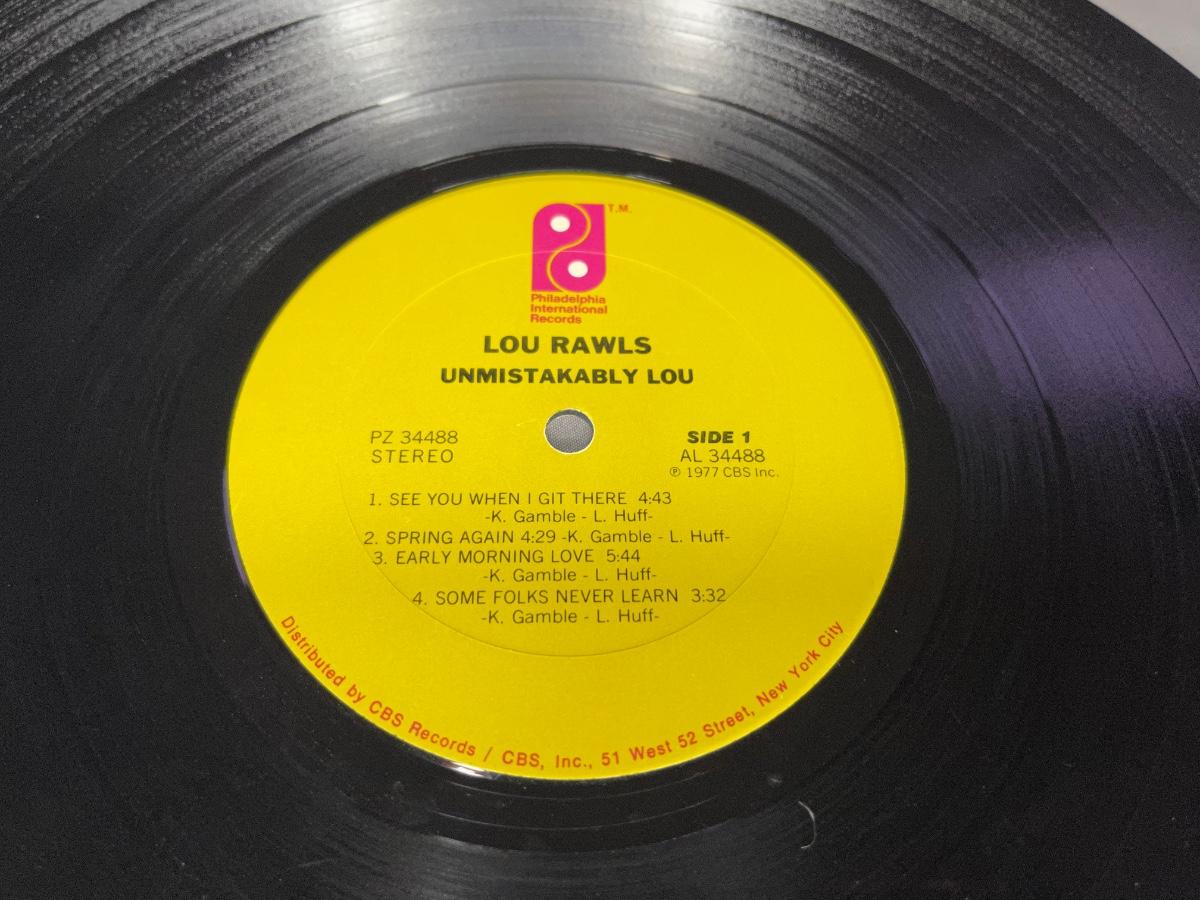 T.M.
Philadelphia
International
Records
LOU RAWLS
UNMISTAKABLY LOU
PZ 34488
STEREO
SIDE 1
AL 34488
℗ 1977 CBS Inc.
1. SEE YOU WHEN I GIT THERE 4:43
-K. Gamble - L. Huff-
2. SPRING AGAIN 4:29 -K. Gamble - L. Huff-
3. EARLY MORNING LOVE 5:44
-K. Gamble - L. Huff-
4. SOME FOLKS NEVER LEARN 3:32
-K. Gamble - L. Huff-
Distributed by CBS Records / CBS, Inc., 51 West 52 Street, New York City